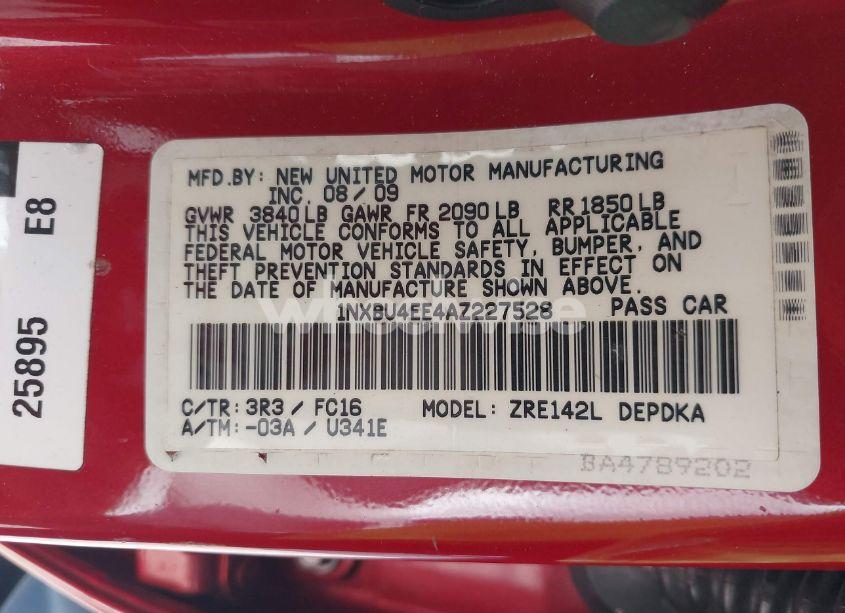 MFD.BY: NEW UNITED MOTOR MANUFACTURING
INC. 08/09
GVWR 3840LB GAWR FR 2090LB RR 1850LB
THIS VEHICLE CONFORMS TO ALL APPLICABLE
FEDERAL MOTOR VEHICLE SAFETY, BUMPER, AND
THEFT PREVENTION STANDARDS IN EFFECT ON
THE DATE OF MANUFACTURE SHOWN ABOVE.
1NXBU4EE4AZ227528 PASS CAR
C/TR: 3R3 / FC16 MODEL: ZRE142L DEPDKA
A/TM: -03A / U341E
BA4789202
25895 E8